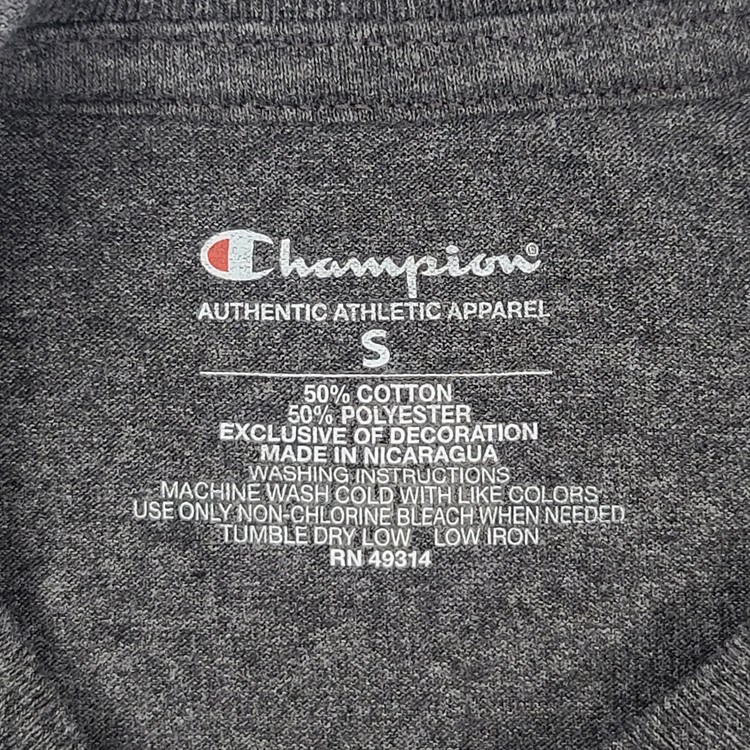 Champion®
AUTHENTIC ATHLETIC APPAREL
S
50% COTTON
50% POLYESTER
EXCLUSIVE OF DECORATION
MADE IN NICARAGUA
WASHING INSTRUCTIONS
MACHINE WASH COLD WITH LIKE COLORS
USE ONLY NON-CHLORINE BLEACH WHEN NEEDED
TUMBLE DRY LOW LOW IRON
RN 49314